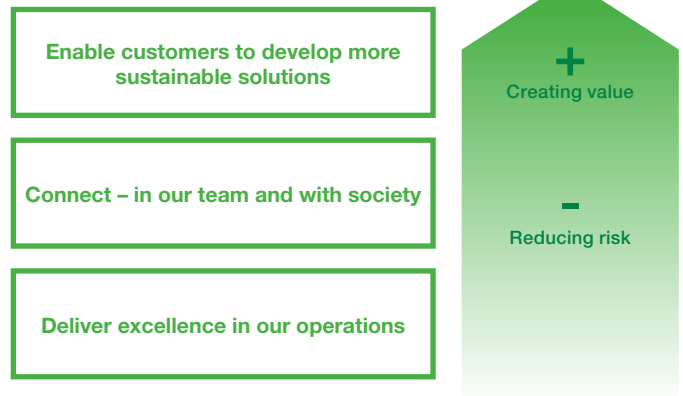 Enable customers to develop more
sustainable solutions
+
Creating value
Connect – in our team and with society
-
Reducing risk
Deliver excellence in our operations